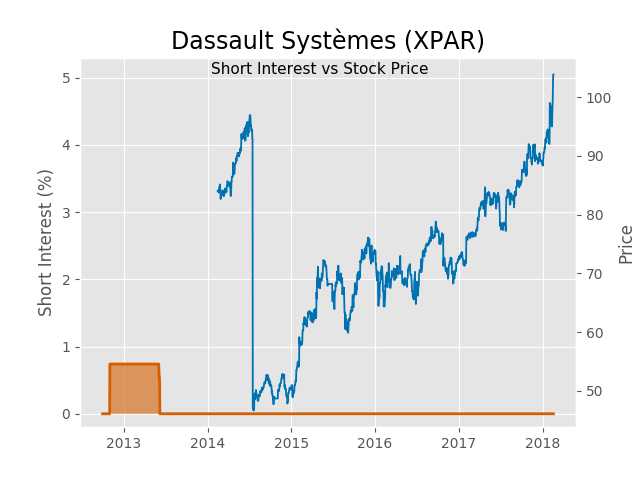 Dassault Systèmes (XPAR)
Short Interest vs Stock Price
Short Interest (%)
5
4
3
2
1
0
100
90
80
70
60
50
Price
2013 2014 2015 2016 2017 2018